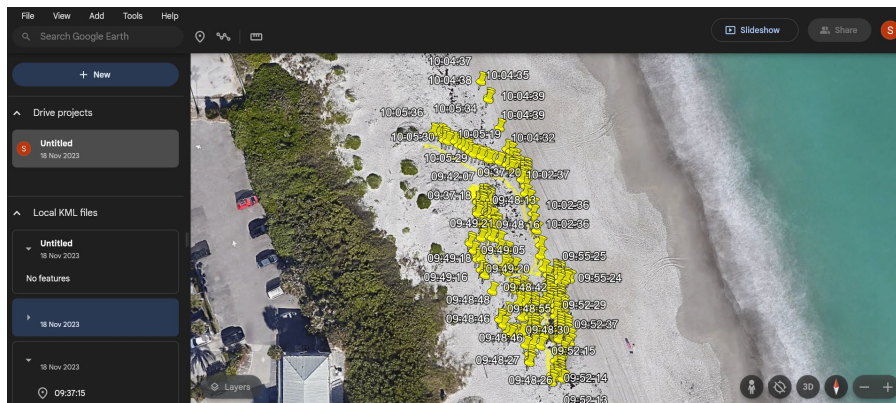 File View Add Tools Help
Search Google Earth
Slideshow
Share
S
+ New
Drive projects
S
Untitled
18 Nov 2023
Local KML files
Untitled
18 Nov 2023
No features
18 Nov 2023
18 Nov 2023
09:37:15
10:04:37
10:04:38 10:04:35
10:04:39
10:05:36 10:05:34
10:04:39
10:05:30 10:05:19 10:04:32
10:05:29
09:42:07 09:37:20 10:02:37
09:37:18 09:48:13
10:02:36
09:49:21 09:48:16 10:02:36
09:49:05
09:49:18 09:55:25
09:49:20
09:49:16 09:55:24
09:48:42
09:48:48
09:48:55 09:52:29
09:48:46
09:48:30 09:52:37
09:48:46
09:52:15
09:48:27
09:48:26 09:52:14
09:52:13
Layers
3D